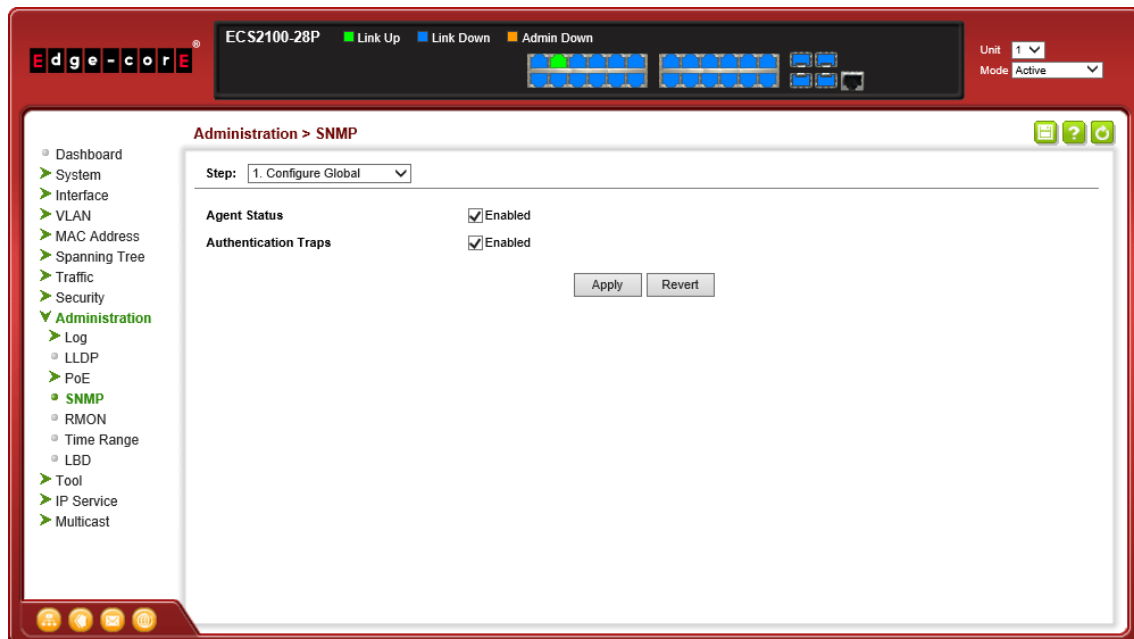 Edge-corE®
ECS2100-28P
Link Up
Link Down
Admin Down
Unit 1
Mode Active
Administration > SNMP
Dashboard
System
Interface
VLAN
MAC Address
Spanning Tree
Traffic
Security
Administration
Log
LLDP
PoE
SNMP
RMON
Time Range
LBD
Tool
IP Service
Multicast
?
Step: 1. Configure Global
Agent Status
Enabled
Authentication Traps
Enabled
Apply
Revert